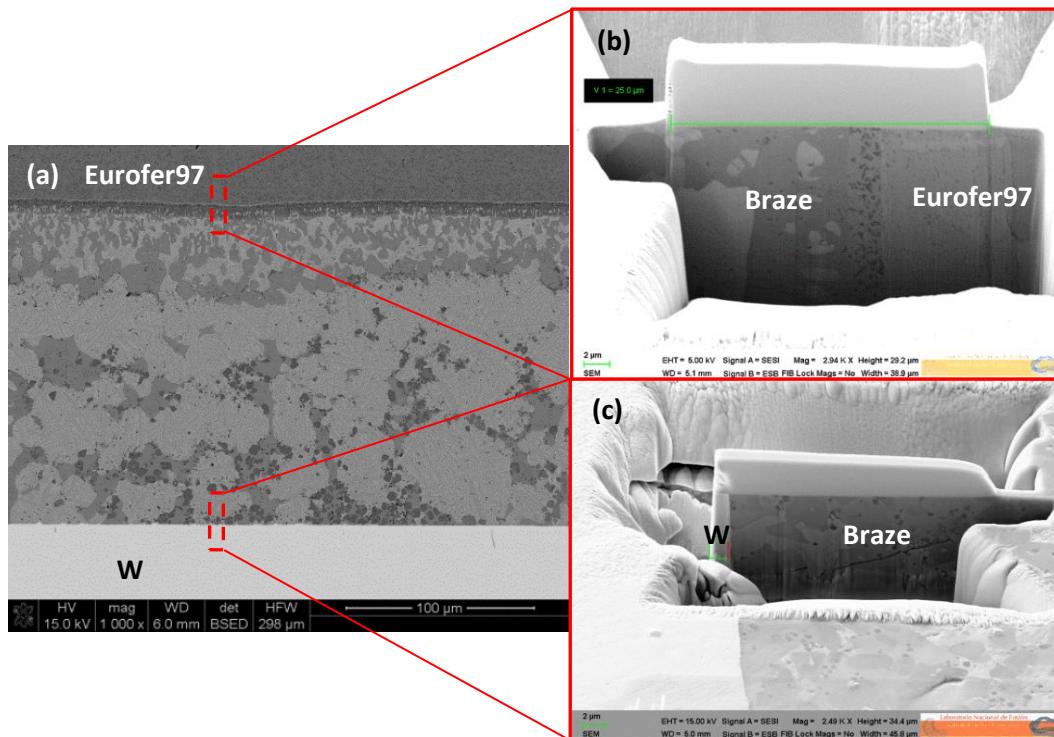 (a)
Eurofer97
W
HV mag WD det HFW
15.0 kV 1 000 x 6.0 mm BSED 298 µm
100 µm
(b)
V 1 = 25.0 µm
Braze
Eurofer97
2 µm
EHT = 5.00 kV Signal A = SESI Mag = 2.94 K X Height = 29.2 µm
SEM
WD = 5.1 mm Signal B = ESB FIB Lock Mags = No Width = 38.9 µm
(c)
W
Braze
2 µm
EHT = 15.00 kV Signal A = SESI Mag = 2.49 K X Height = 34.4 µm
SEM
WD = 5.0 mm Signal B = ESB FIB Lock Mags = No Width = 45.8 µm
Laboratorio Nacional de Fusión